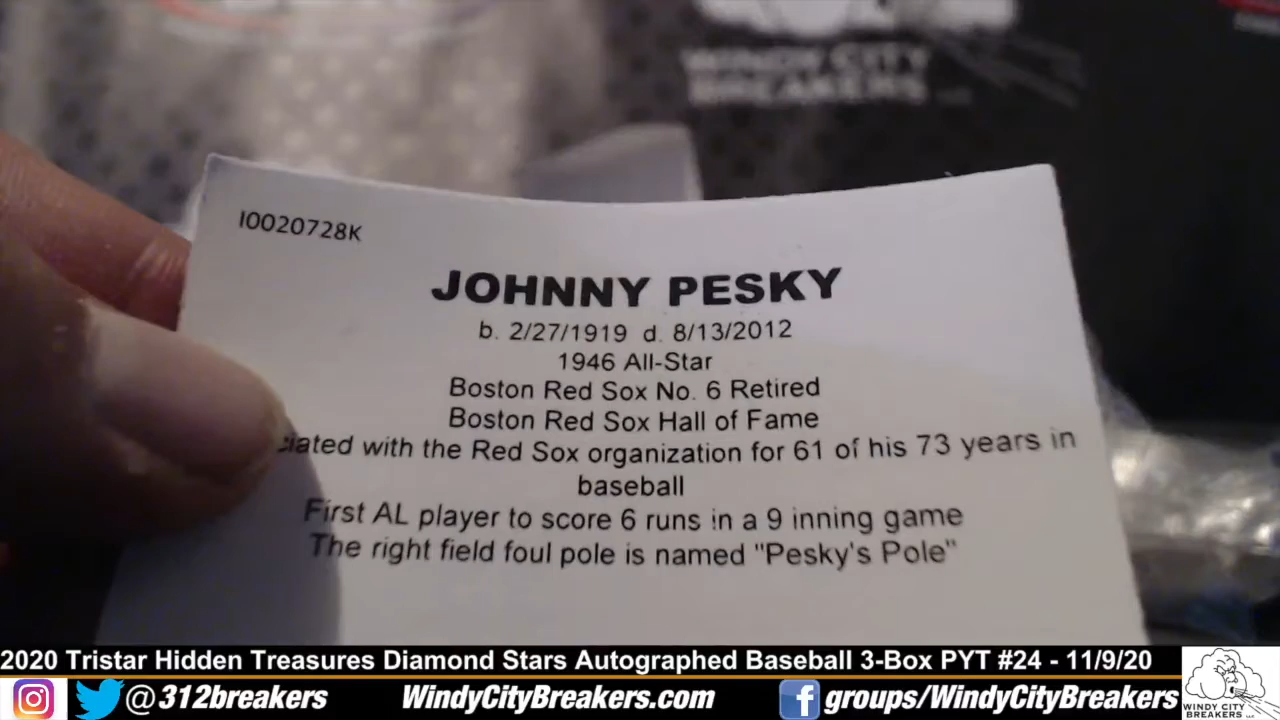 WINDY CITY
BREAKERS LLC
I0020728K
JOHNNY PESKY
b. 2/27/1919 d. 8/13/2012
1946 All-Star
Boston Red Sox No. 6 Retired
Boston Red Sox Hall of Fame
ciated with the Red Sox organization for 61 of his 73 years in
baseball
First AL player to score 6 runs in a 9 inning game
The right field foul pole is named "Pesky's Pole"
2020 Tristar Hidden Treasures Diamond Stars Autographed Baseball 3-Box PYT #24 - 11/9/20
@312breakers WindyCityBreakers.com groups/WindyCityBreakers
WINDY CITY
BREAKERS LLC